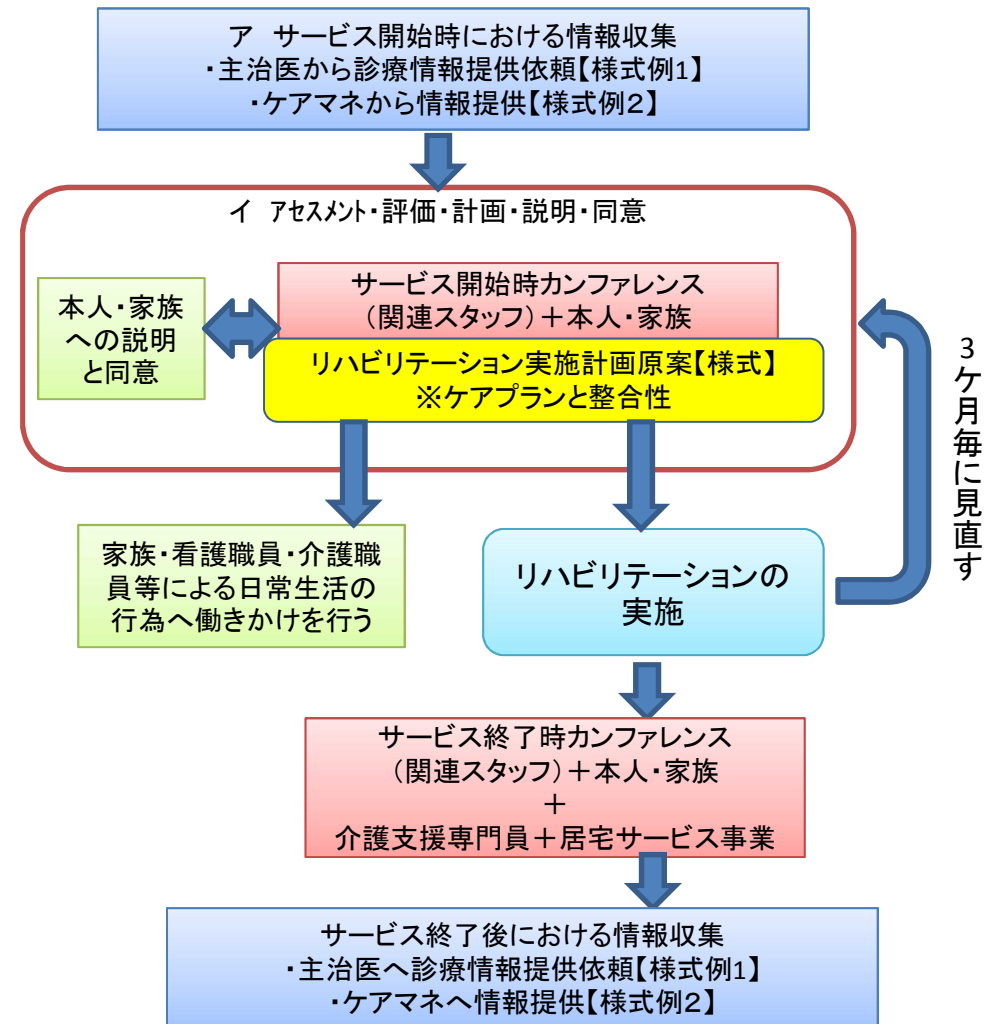 ア サービス開始時における情報収集
・主治医から診療情報提供依頼【様式例1】
・ケアマネから情報提供【様式例2】
イ アセスメント・評価・計画・説明・同意
本人・家族
への説明
と同意
サービス開始時カンファレンス
（関連スタッフ）＋本人・家族
リハビリテーション実施計画原案【様式】
※ケアプランと整合性
3ケ月毎に見直す
家族・看護職員・介護職
員等による日常生活の
行為へ働きかけを行う
リハビリテーションの
実施
サービス終了時カンファレンス
（関連スタッフ）＋本人・家族
＋
介護支援専門員＋居宅サービス事業
サービス終了後における情報収集
・主治医へ診療情報提供依頼【様式例1】
・ケアマネへ情報提供【様式例2】